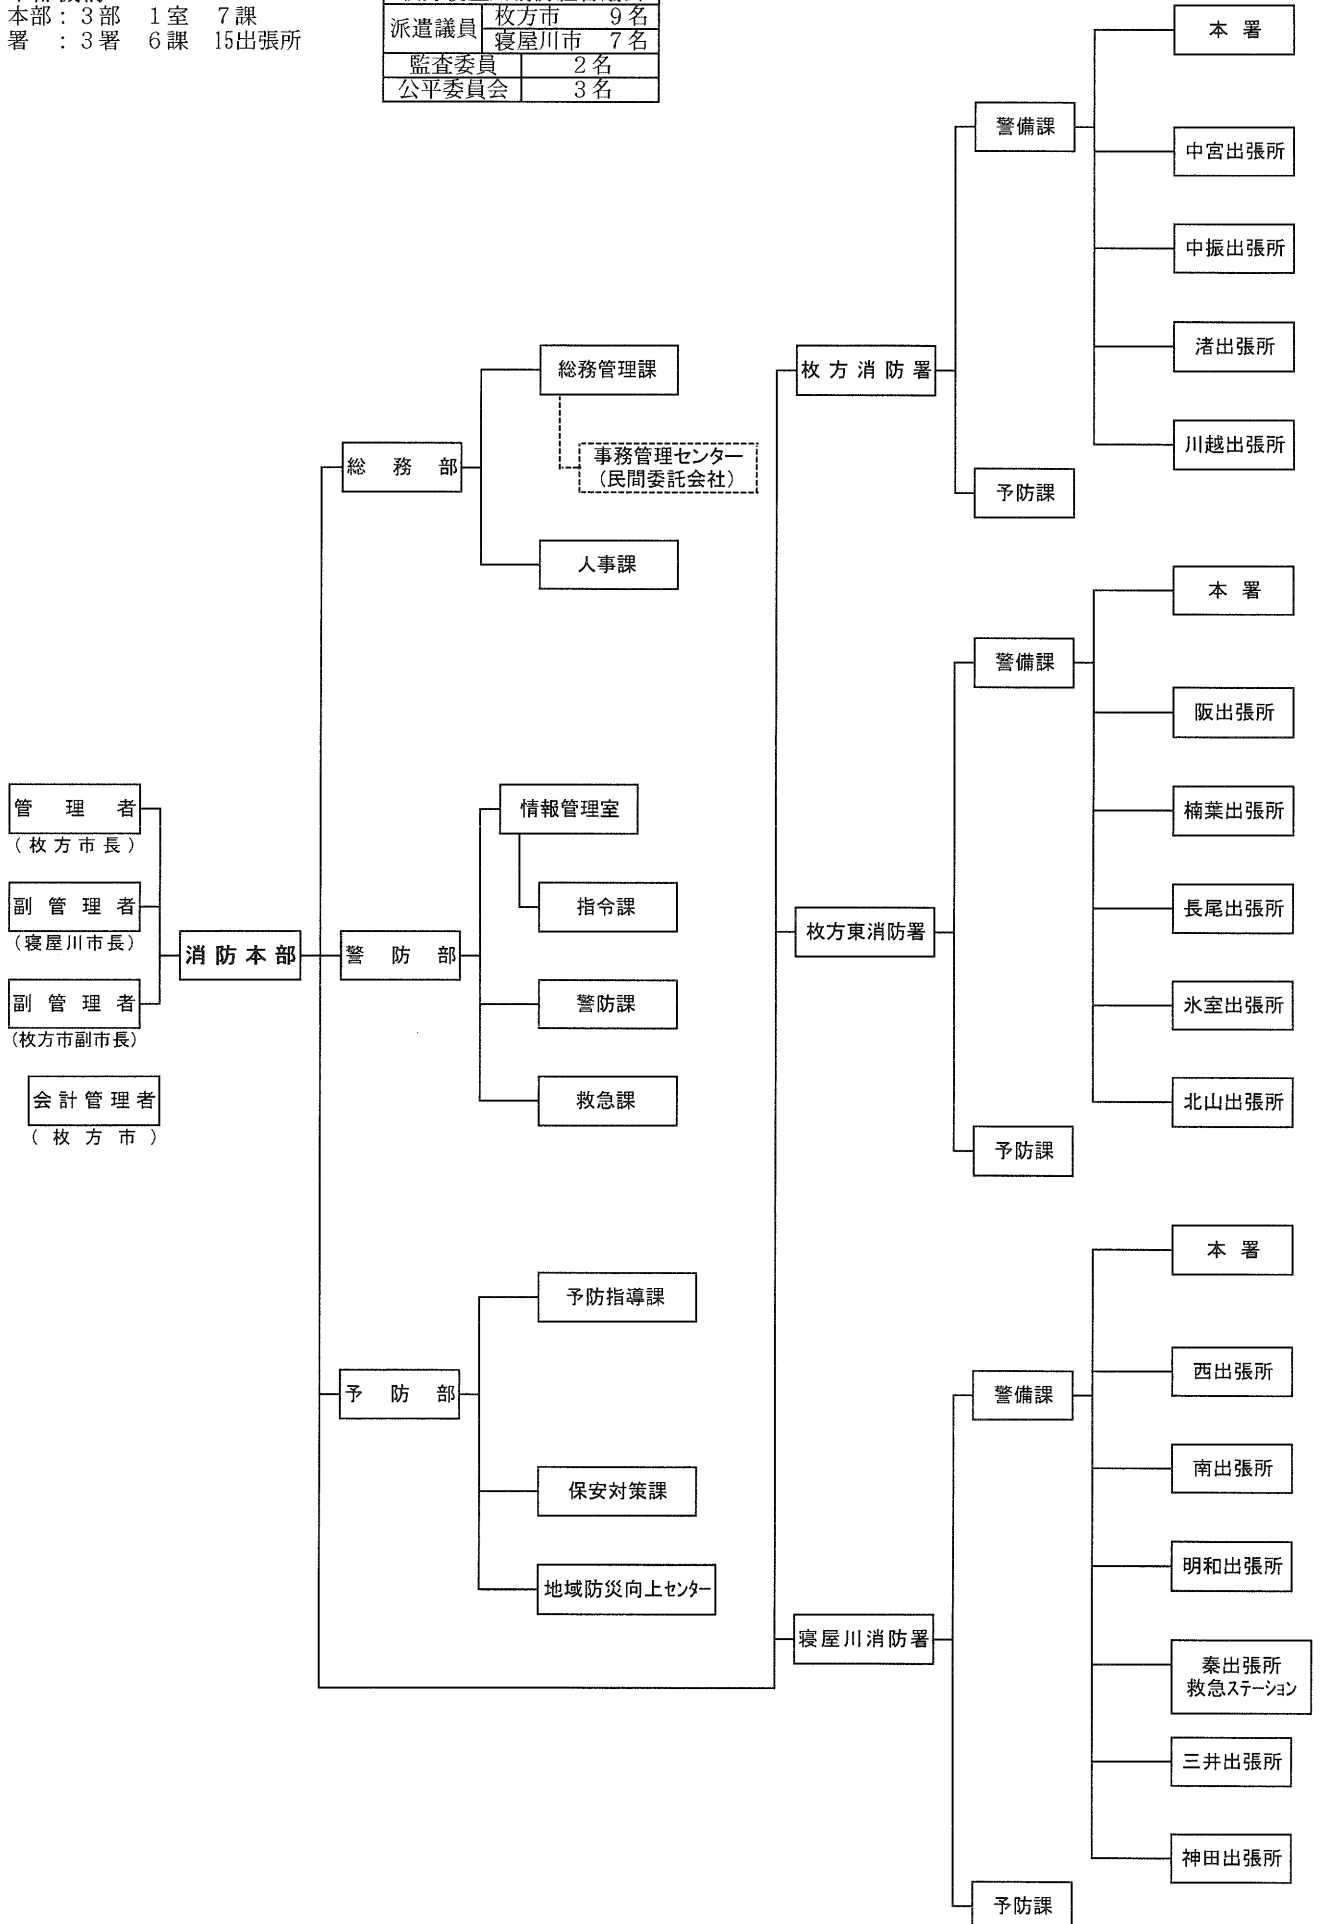 本部：3部　1室　7課
署　：3署　6課　15出張所
派遣議員
枚方市　9名
寝屋川市　7名
監査委員　2名
公平委員会　3名
管理者
（枚方市長）
副管理者
（寝屋川市長）
副管理者
（枚方市副市長）
会計管理者
（枚方市）
消防本部
総務部
総務管理課
事務管理センター
（民間委託会社）
人事課
警防部
情報管理室
指令課
警防課
救急課
予防部
予防指導課
保安対策課
地域防災向上センター
枚方消防署
警備課
本署
中宮出張所
中振出張所
渚出張所
川越出張所
予防課
枚方東消防署
警備課
本署
阪出張所
楠葉出張所
長尾出張所
氷室出張所
北山出張所
予防課
寝屋川消防署
警備課
本署
西出張所
南出張所
明和出張所
秦出張所
救急ステーション
三井出張所
神田出張所
予防課